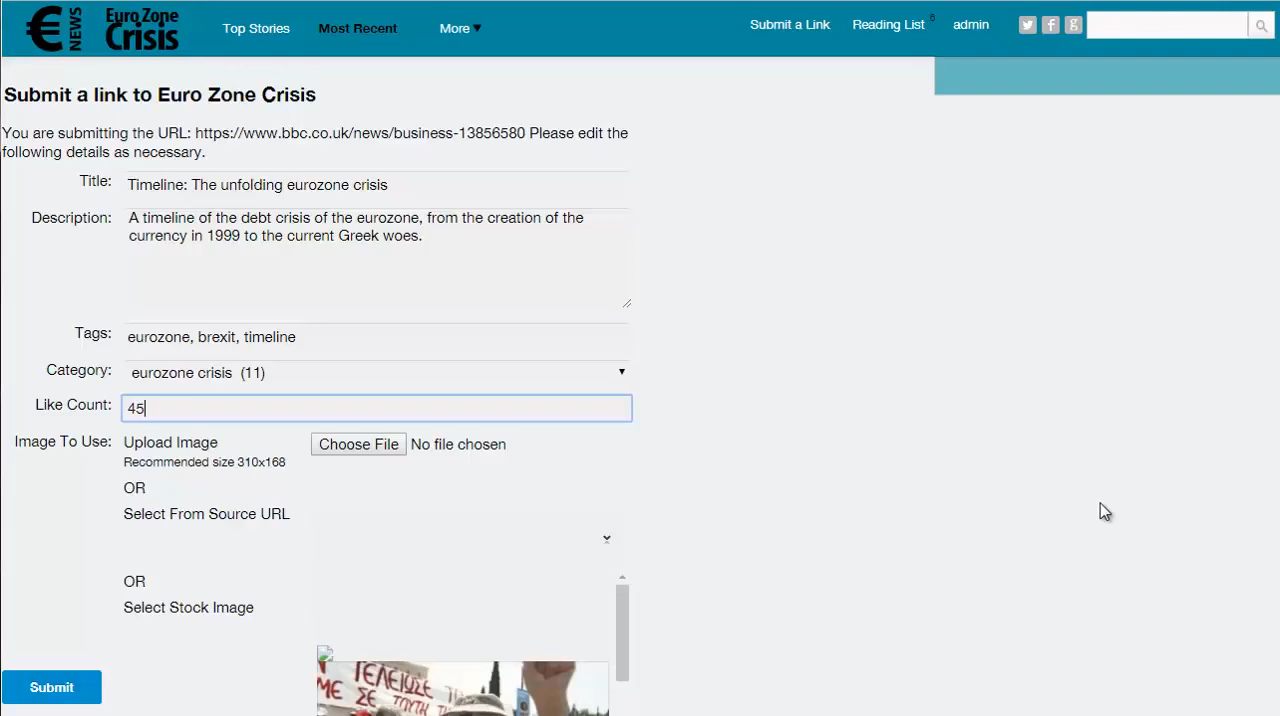 € NEWS Euro Zone Crisis
Top Stories Most Recent More ▾
Submit a Link Reading List 6 admin
Submit a link to Euro Zone Crisis
You are submitting the URL: https://www.bbc.co.uk/news/business-13856580 Please edit the
following details as necessary.
Title: Timeline: The unfolding eurozone crisis
Description: A timeline of the debt crisis of the eurozone, from the creation of the
currency in 1999 to the current Greek woes.
Tags: eurozone, brexit, timeline
Category: eurozone crisis (11)
Like Count: 45
Image To Use: Upload Image Choose File No file chosen
Recommended size 310x168
OR
Select From Source URL
OR
Select Stock Image
ΜΕ ΣΕ ΤΟΥΤΗ
Submit